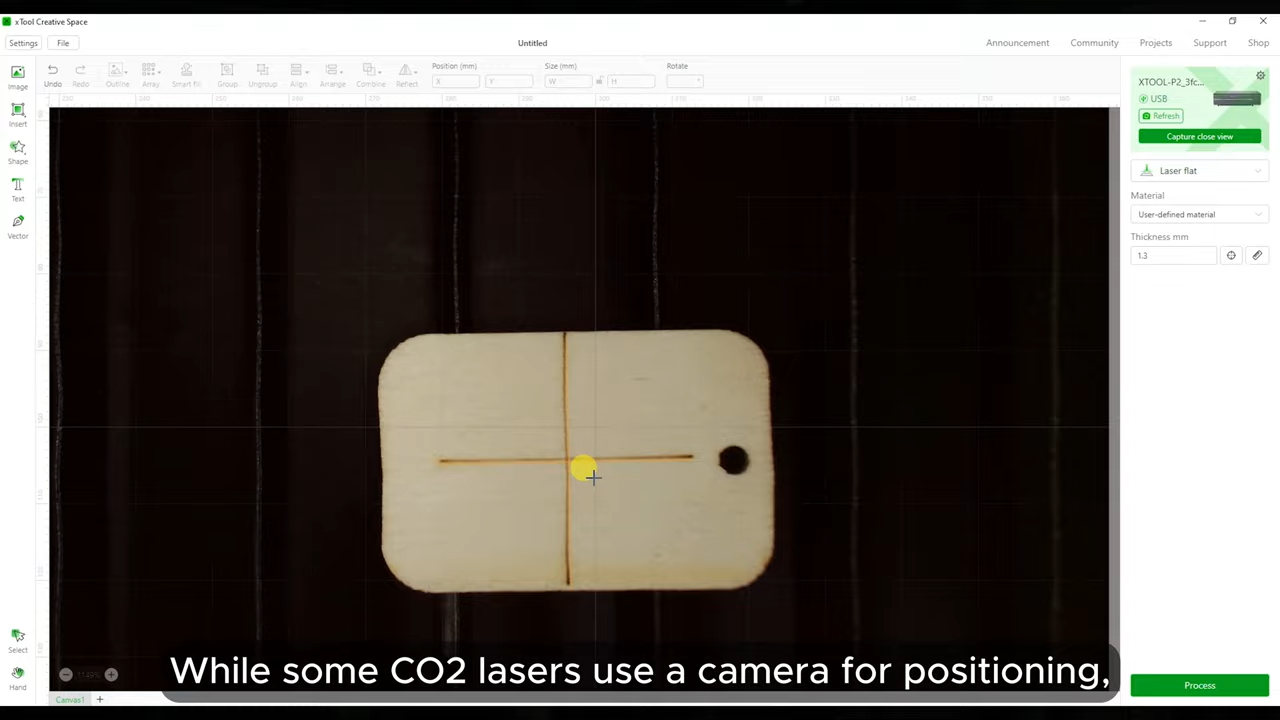 xTool Creative Space
Settings File Untitled Announcement Community Projects Support Shop
Undo Redo Outline Array Smart fill Group Ungroup Align Arrange Combine Reflect
Position (mm) Size (mm) Rotate
X Y W H °
Image
Insert
Shape
Text
Vector
Select
Hand
XTOOL-P2_3fc...
USB
Refresh
Capture close view
Laser flat
Material
User-defined material
Thickness mm
1.3
While some CO2 lasers use a camera for positioning,
Canvas1 +
Process